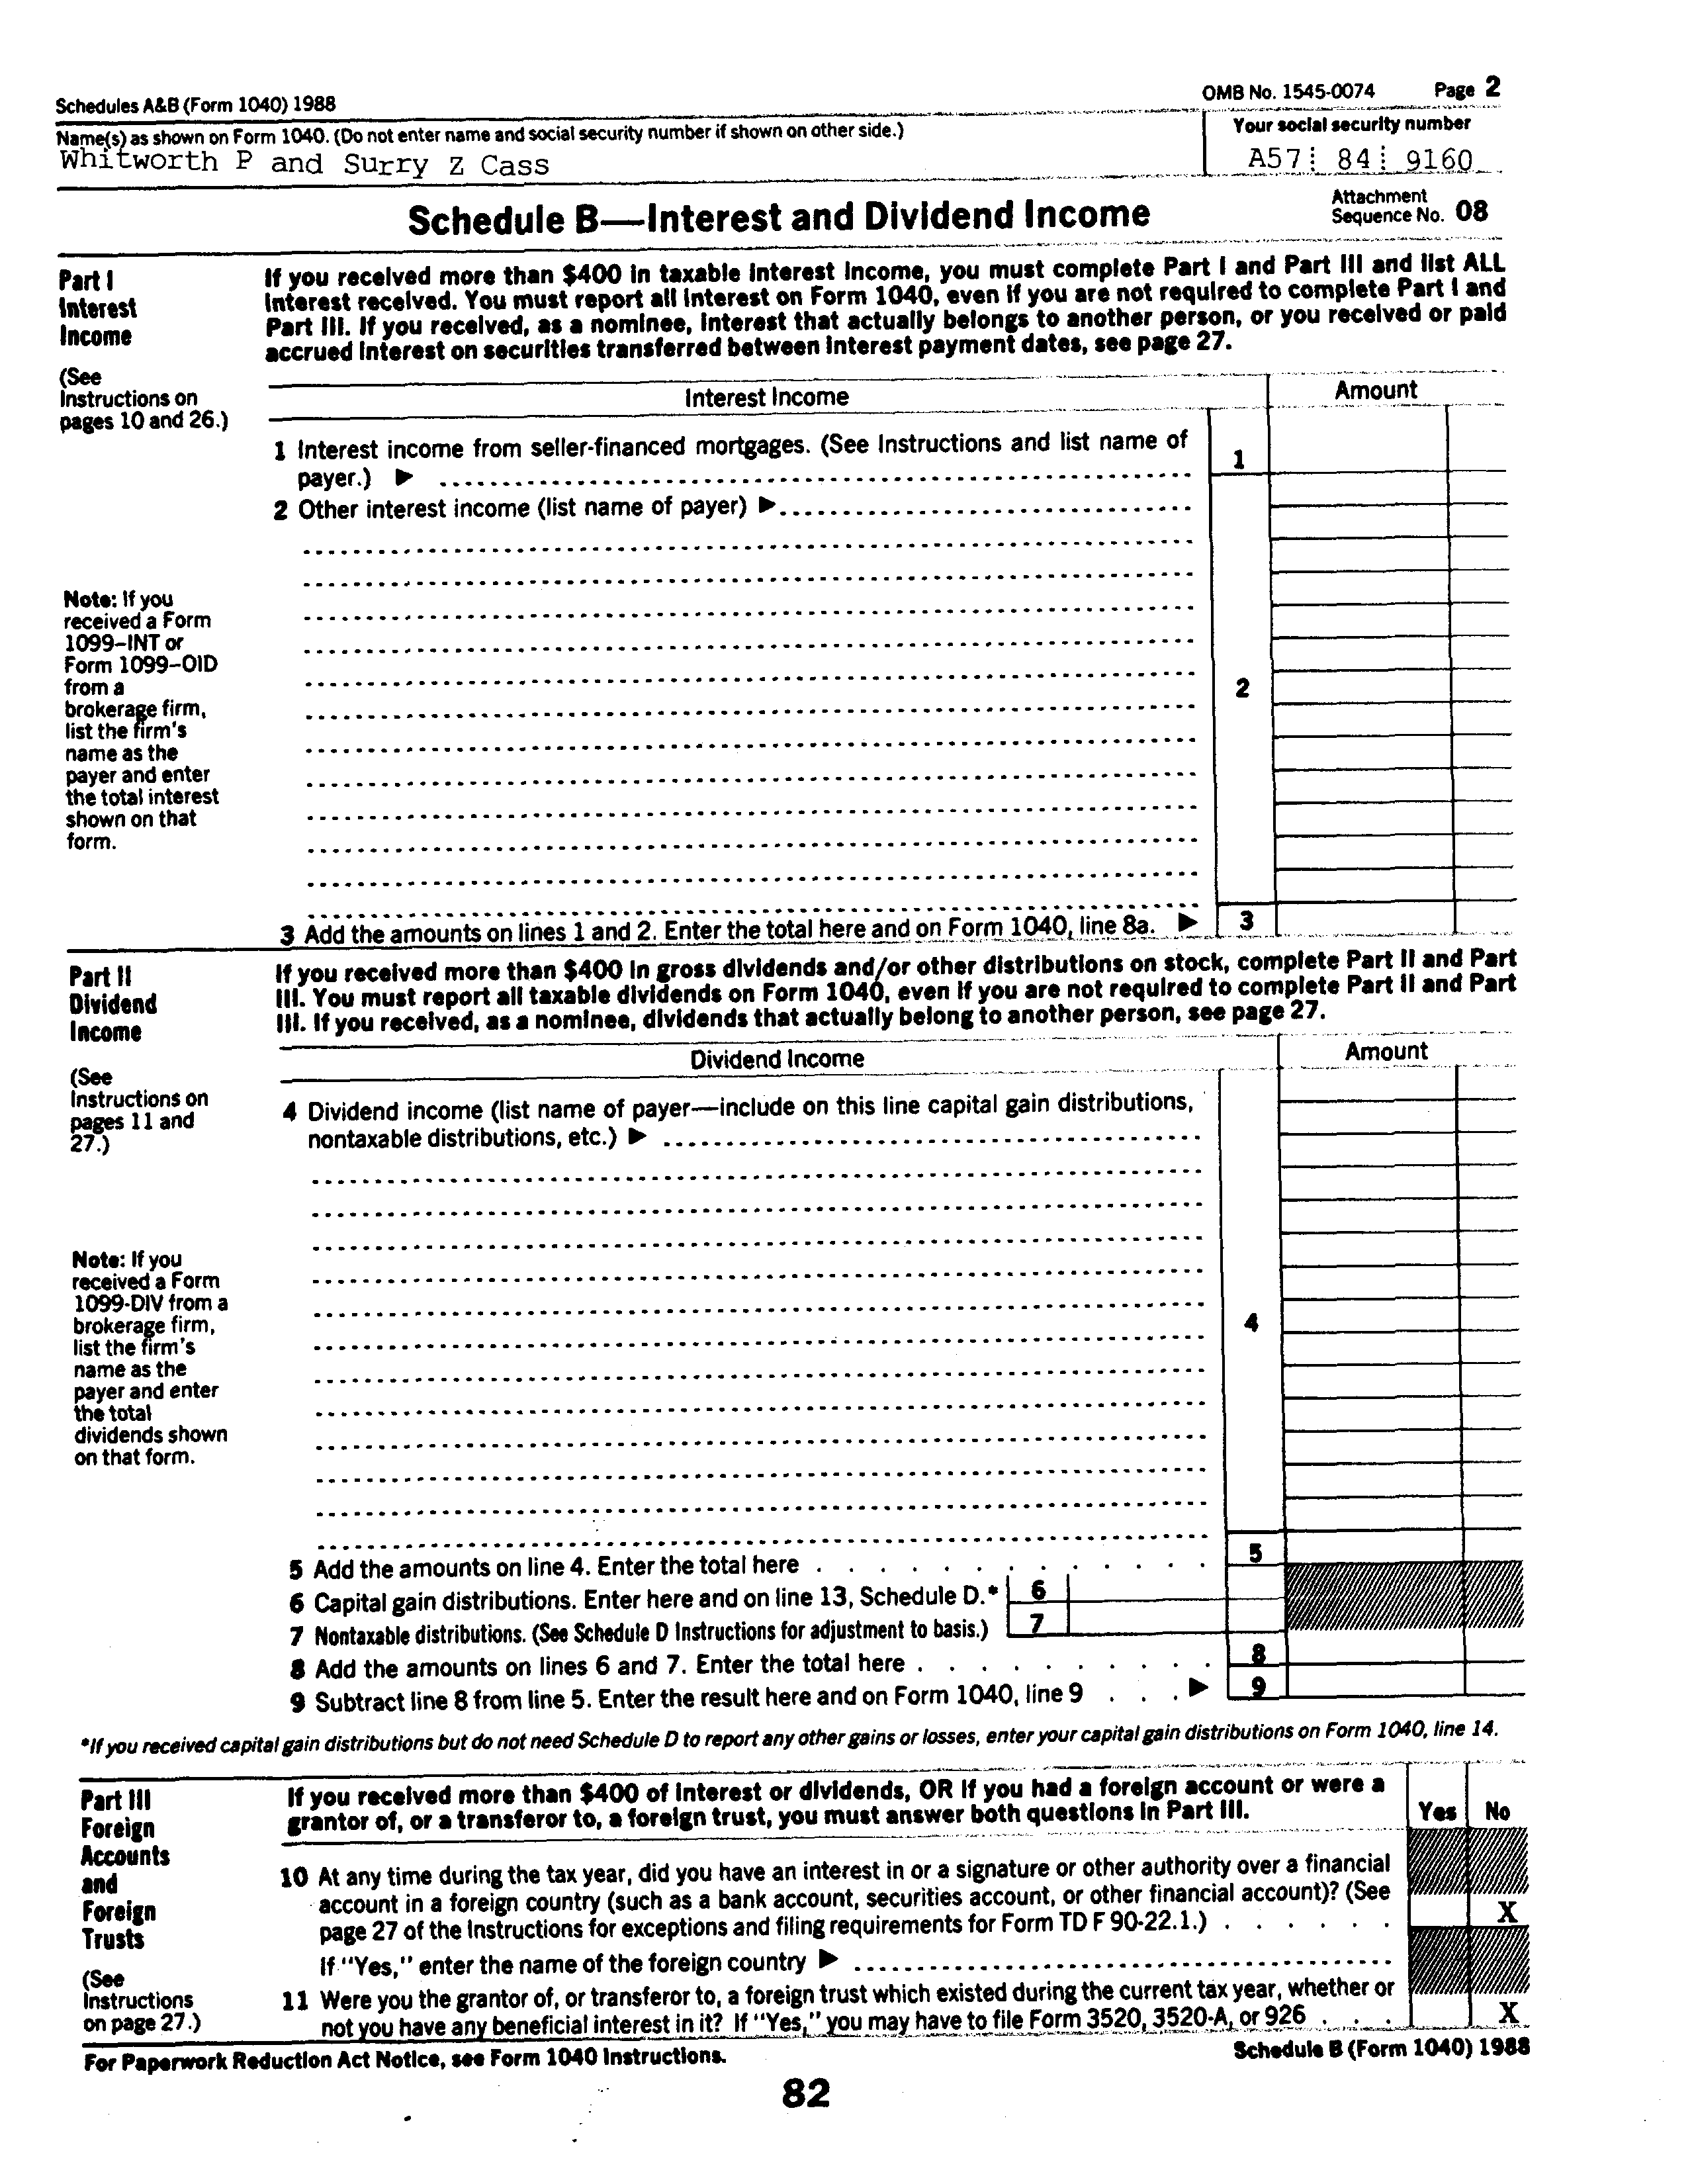 Schedules A&B (Form 1040) 1988
OMB No. 1545-0074 Page 2
Name(s) as shown on Form 1040. (Do not enter name and social security number if shown on other side.)
Your social security number
Whitworth P and Surry Z Cass
A57 84 9160
Schedule B—Interest and Dividend Income
Attachment
Sequence No. 08
Part I
Interest
Income
(See
Instructions on
pages 10 and 26.)
If you received more than $400 in taxable interest income, you must complete Part I and Part III and list ALL
interest received. You must report all interest on Form 1040, even if you are not required to complete Part I and
Part III. If you received, as a nominee, interest that actually belongs to another person, or you received or paid
accrued interest on securities transferred between interest payment dates, see page 27.
Interest Income
Amount
1 Interest income from seller-financed mortgages. (See Instructions and list name of
payer.) ▶
1
2 Other interest income (list name of payer) ▶
Note: If you
received a Form
1099–INT or
Form 1099–OID
from a
brokerage firm,
list the firm's
name as the
payer and enter
the total interest
shown on that
form.
2
3 Add the amounts on lines 1 and 2. Enter the total here and on Form 1040, line 8a. ▶ 3
Part II
Dividend
Income
(See
Instructions on
pages 11 and
27.)
If you received more than $400 in gross dividends and/or other distributions on stock, complete Part II and Part
III. You must report all taxable dividends on Form 1040, even if you are not required to complete Part II and Part
III. If you received, as a nominee, dividends that actually belong to another person, see page 27.
Dividend Income
Amount
4 Dividend income (list name of payer—include on this line capital gain distributions,
nontaxable distributions, etc.) ▶
Note: If you
received a Form
1099-DIV from a
brokerage firm,
list the firm's
name as the
payer and enter
the total
dividends shown
on that form.
4
5 Add the amounts on line 4. Enter the total here . . . . . . . . . . . . . 5
6 Capital gain distributions. Enter here and on line 13, Schedule D.* 6
7 Nontaxable distributions. (See Schedule D Instructions for adjustment to basis.) 7
8 Add the amounts on lines 6 and 7. Enter the total here . . . . . . . . . . 8
9 Subtract line 8 from line 5. Enter the result here and on Form 1040, line 9 . . . ▶ 9
*If you received capital gain distributions but do not need Schedule D to report any other gains or losses, enter your capital gain distributions on Form 1040, line 14.
Part III
Foreign
Accounts
and
Foreign
Trusts
(See
Instructions
on page 27.)
If you received more than $400 of interest or dividends, OR if you had a foreign account or were a
grantor of, or a transferor to, a foreign trust, you must answer both questions in Part III.
Yes No
10 At any time during the tax year, did you have an interest in or a signature or other authority over a financial
account in a foreign country (such as a bank account, securities account, or other financial account)? (See
page 27 of the Instructions for exceptions and filing requirements for Form TD F 90-22.1.) . . . . . . X
If "Yes," enter the name of the foreign country ▶
11 Were you the grantor of, or transferor to, a foreign trust which existed during the current tax year, whether or
not you have any beneficial interest in it? If "Yes," you may have to file Form 3520, 3520-A, or 926 . . . X
For Paperwork Reduction Act Notice, see Form 1040 Instructions.
Schedule B (Form 1040) 1988
82